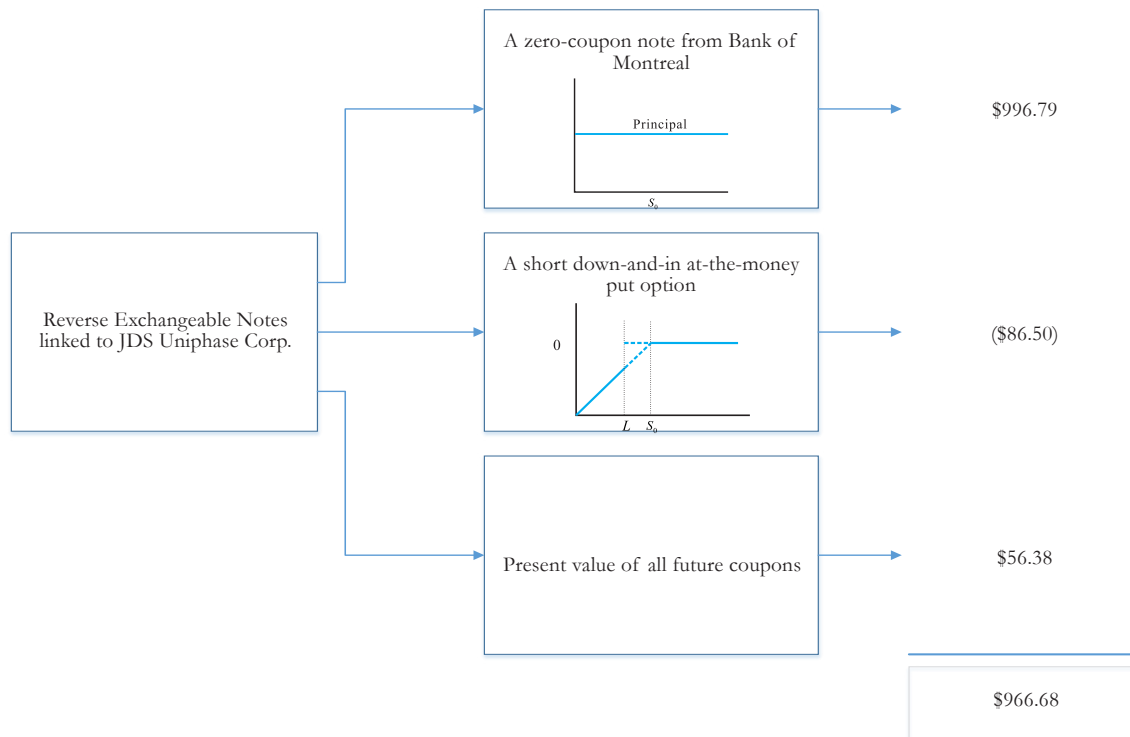 Reverse Exchangeable Notes
linked to JDS Uniphase Corp.
A zero-coupon note from Bank of
Montreal
Principal
S₀
$996.79
A short down-and-in at-the-money
put option
0
L S₀
($86.50)
Present value of all future coupons
$56.38
$966.68